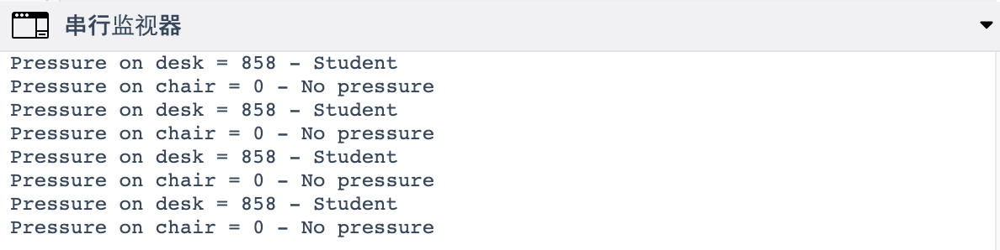 串行监视器
Pressure on desk = 858 - Student
Pressure on chair = 0 - No pressure
Pressure on desk = 858 - Student
Pressure on chair = 0 - No pressure
Pressure on desk = 858 - Student
Pressure on chair = 0 - No pressure
Pressure on desk = 858 - Student
Pressure on chair = 0 - No pressure